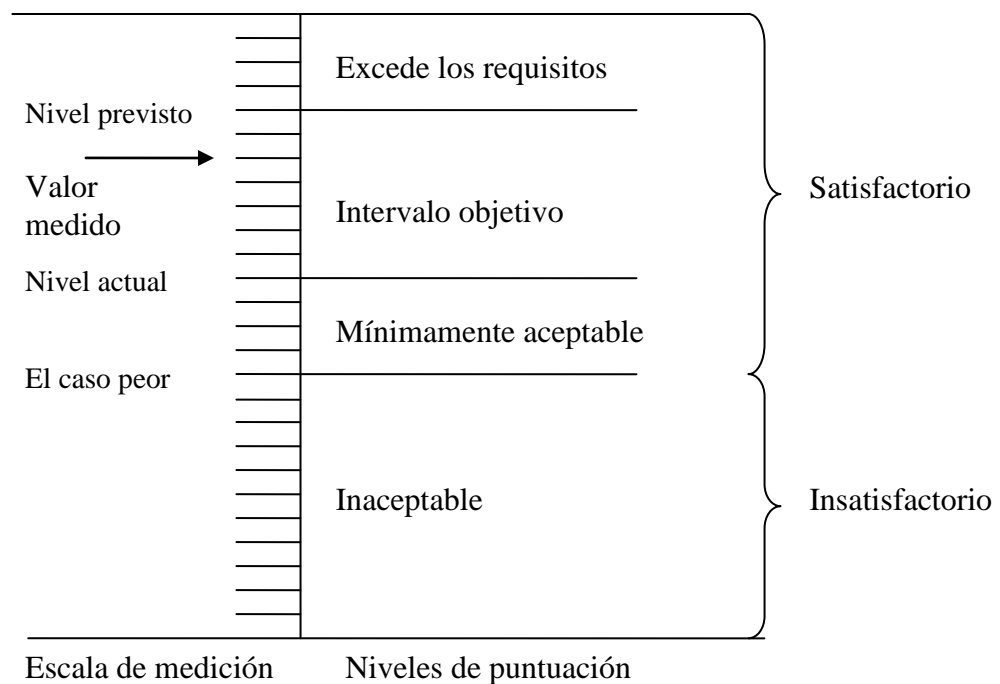 Excede los requisitos
Nivel previsto
Valor
medido
Intervalo objetivo
Satisfactorio
Nivel actual
Mínimamente aceptable
El caso peor
Inaceptable
Insatisfactorio
Escala de medición
Niveles de puntuación